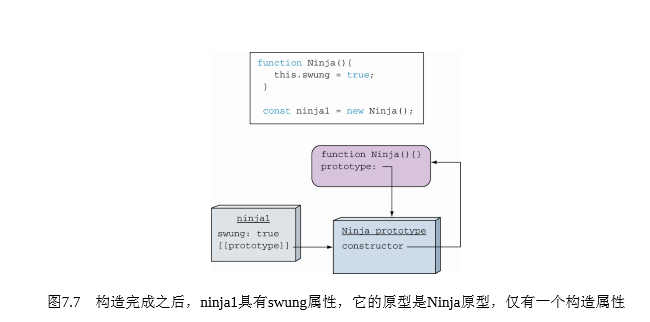 function Ninja(){
this.swung = true;
}
const ninja1 = new Ninja();
function Ninja(){}
prototype:
ninja1
swung: true
[[prototype]]
Ninja prototype
constructor
图7.7 构造完成之后，ninja1具有swung属性，它的原型是Ninja原型，仅有一个构造属性